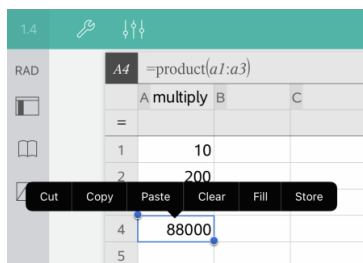 1.4
RAD
A4 =product(a1:a3)
A multiply B C
=
1 10
2 200
Cut Copy Paste Clear Fill Store
4 88000
5